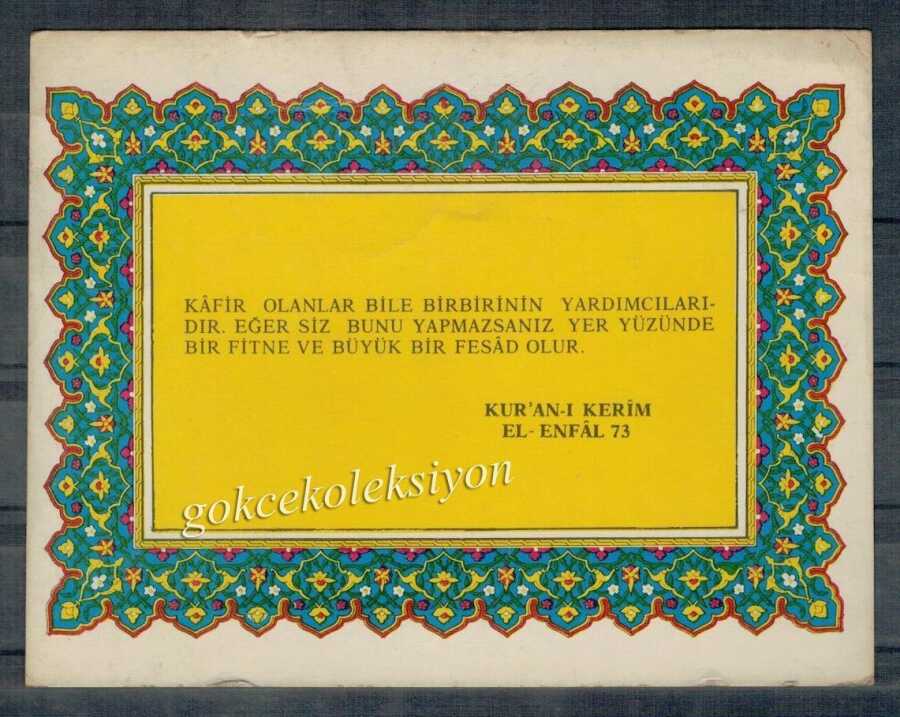 KÂFİR OLANLAR BİLE BİRBİRİNİN YARDIMCILARI-
DIR. EĞER SİZ BUNU YAPMAZSANIZ YER YÜZÜNDE
BİR FİTNE VE BÜYÜK BİR FESÂD OLUR.
KUR'AN-I KERİM
EL- ENFÂL 73
gokcekoleksiyon